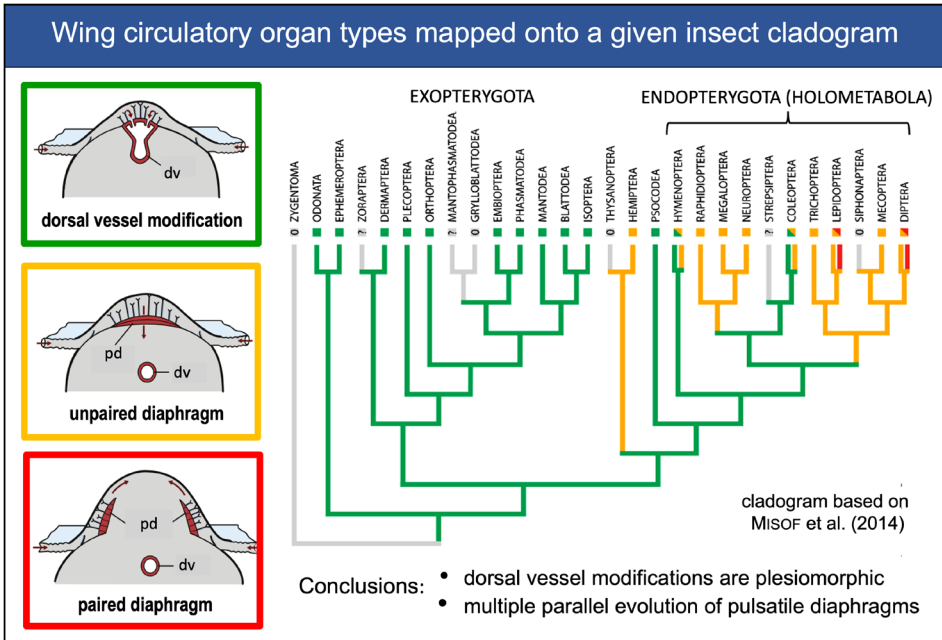 Wing circulatory organ types mapped onto a given insect cladogram
dv
dorsal vessel modification
pd
dv
unpaired diaphragm
pd
dv
paired diaphragm
EXOPTERYGOTA
ENDOPTERYGOTA (HOLOMETABOLA)
ZYGENTOMA
ODONATA
EPHEMEROPTERA
ZORAPTERA
DERMAPTERA
PLECOPTERA
ORTHOPTERA
MANTOPHASMATODEA
GRYLLOBLATTODEA
EMBIOPTERA
PHASMATODEA
MANTODEA
BLATTODEA
ISOPTERA
THYSANOPTERA
HEMIPTERA
PSOCODEA
HYMENOPTERA
RAPHIDIOPTERA
MEGALOPTERA
NEUROPTERA
STREPSIPTERA
COLEOPTERA
TRICHOPTERA
LEPIDOPTERA
SIPHONAPTERA
MECOPTERA
DIPTERA
0 ? ? 0 0 ? 0
cladogram based on
MISOF et al. (2014)
Conclusions:
• dorsal vessel modifications are plesiomorphic
• multiple parallel evolution of pulsatile diaphragms